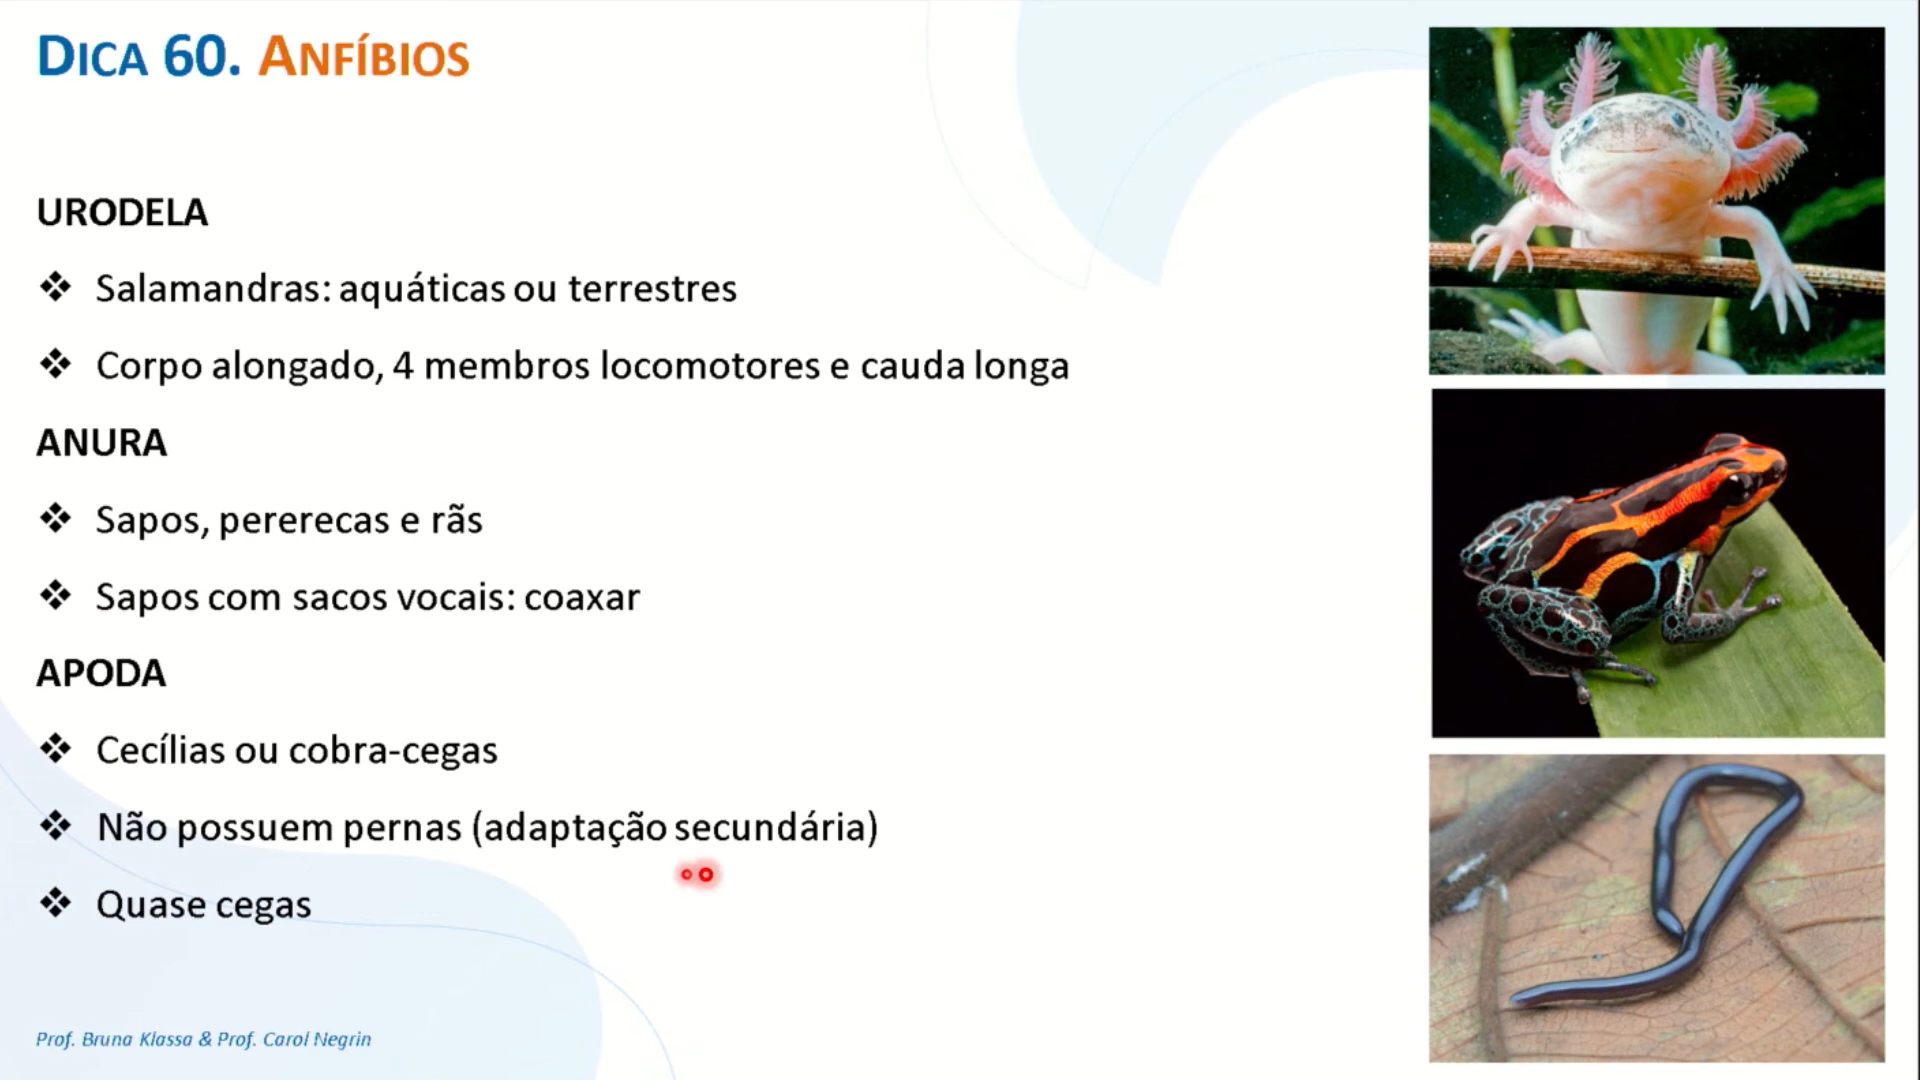 DICA 60. ANFÍBIOS
URODELA
❖ Salamandras: aquáticas ou terrestres
❖ Corpo alongado, 4 membros locomotores e cauda longa
ANURA
❖ Sapos, pererecas e rãs
❖ Sapos com sacos vocais: coaxar
APODA
❖ Cecílias ou cobra-cegas
❖ Não possuem pernas (adaptação secundária)
❖ Quase cegas
Prof. Bruna Klassa & Prof. Carol Negrin